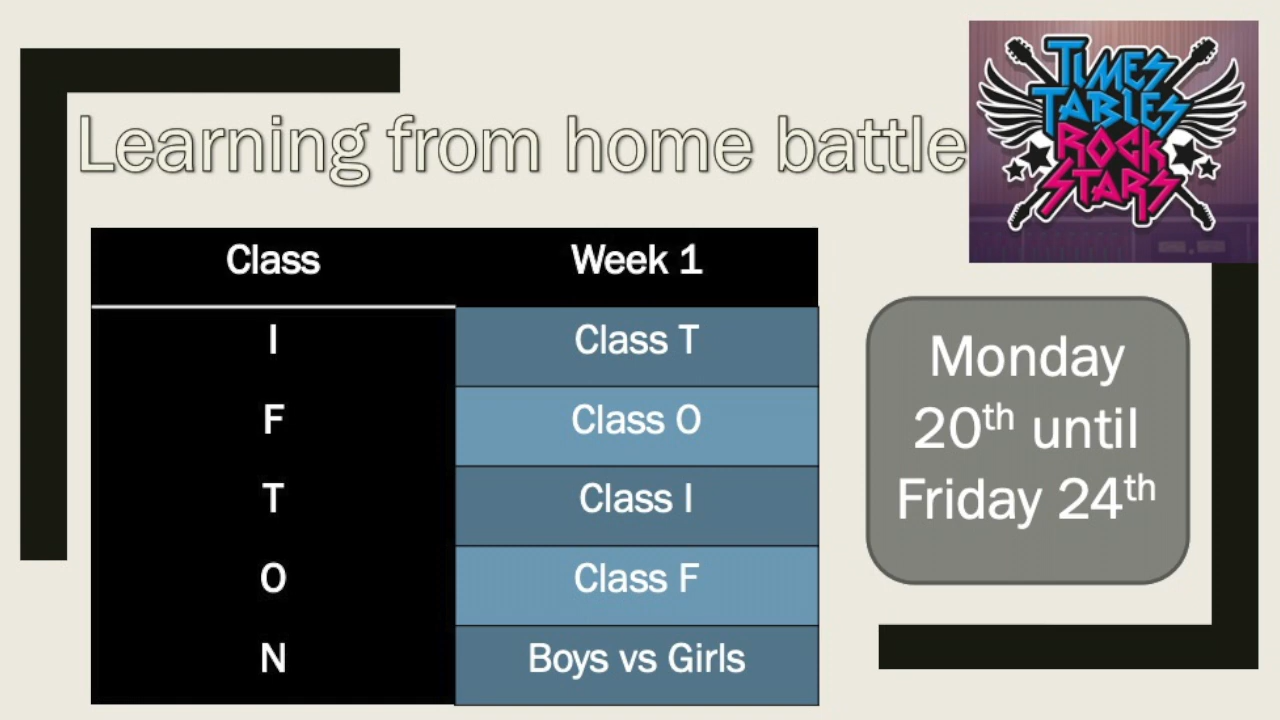 TIMES
TABLES
ROCK
STARS
Learning from home battle
Class Week 1
I Class T
F Class O
T Class I
O Class F
N Boys vs Girls
Monday
20th until
Friday 24th